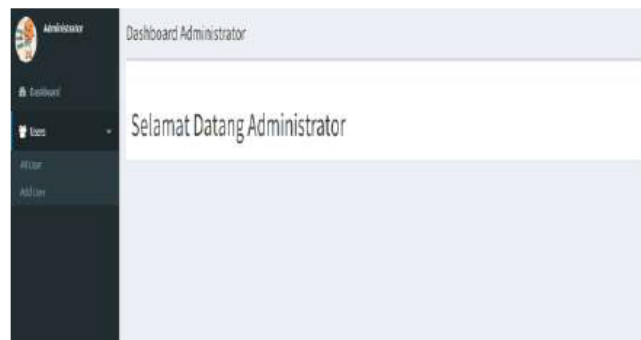 Administrator
Dashboard Administrator
Dashboard
Users
Selamat Datang Administrator
All User
Add User